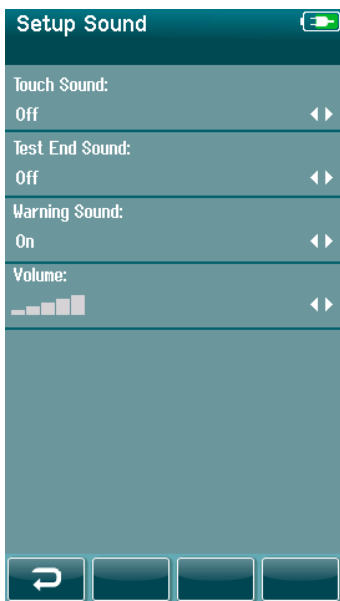 Setup Sound
Touch Sound:
Off
Test End Sound:
Off
Warning Sound:
On
Volume: